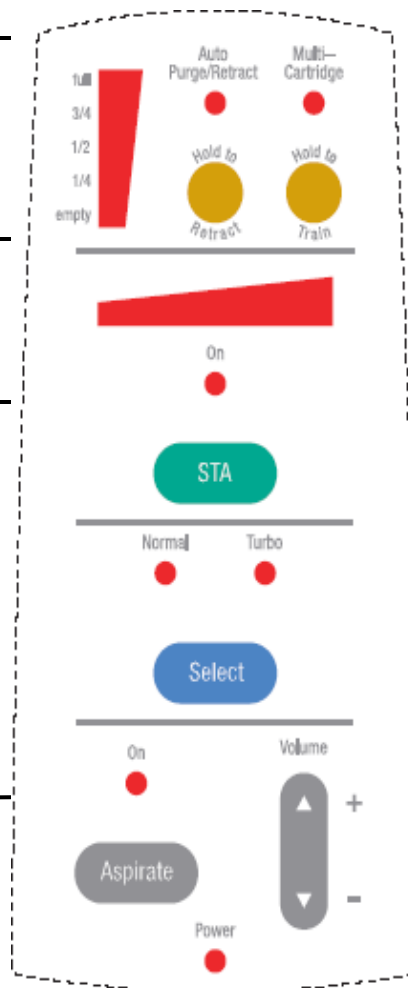 Auto
Purge/Retract
Multi–
Cartridge
full
3/4
1/2
1/4
empty
Hold to
Retract
Hold to
Train
On
STA
Normal
Turbo
Select
On
Volume
+
Aspirate
–
Power